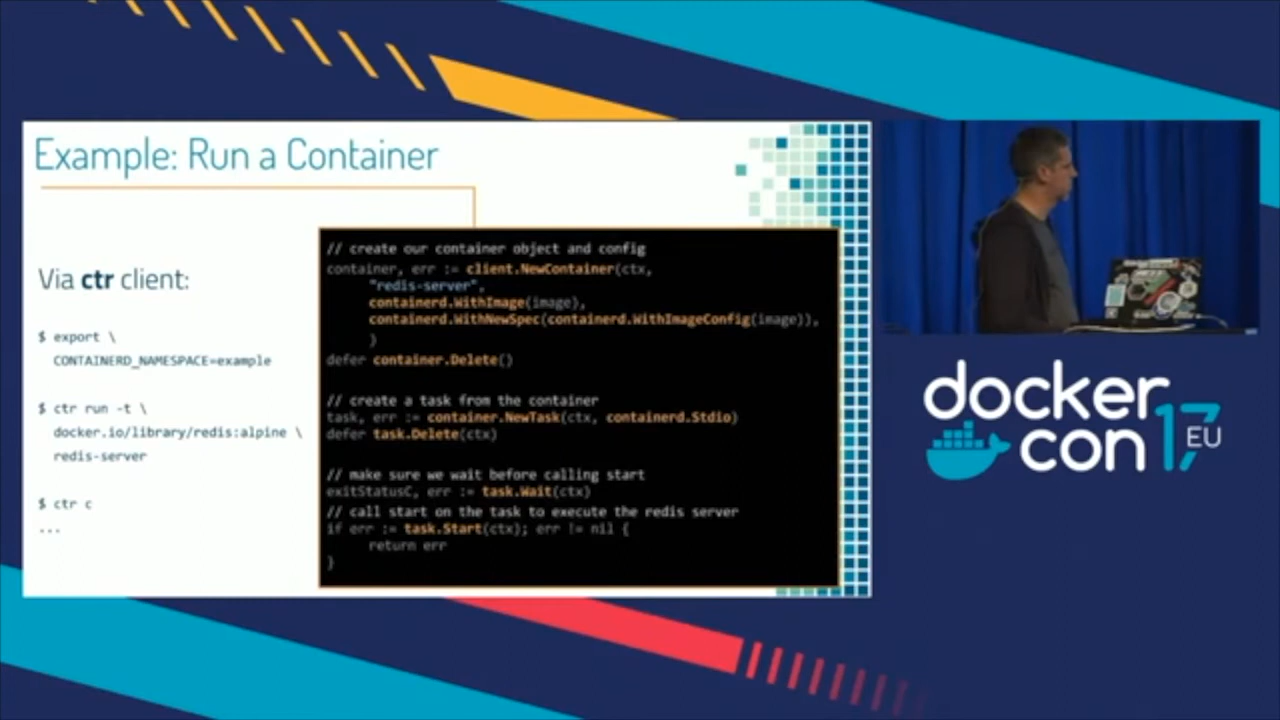 Example: Run a Container
Via ctr client:
$ export \
CONTAINERD_NAMESPACE=example
$ ctr run -t \
docker.io/library/redis:alpine \
redis-server
$ ctr c
...
// create our container object and config
container, err := client.NewContainer(ctx,
"redis-server",
containerd.WithImage(image),
containerd.WithNewSpec(containerd.WithImageConfig(image)),
)
defer container.Delete()
// create a task from the container
task, err := container.NewTask(ctx, containerd.Stdio)
defer task.Delete(ctx)
// make sure we wait before calling start
exitStatusC, err := task.Wait(ctx)
// call start on the task to execute the redis server
if err := task.Start(ctx); err != nil {
return err
}
docker
con 17 EU